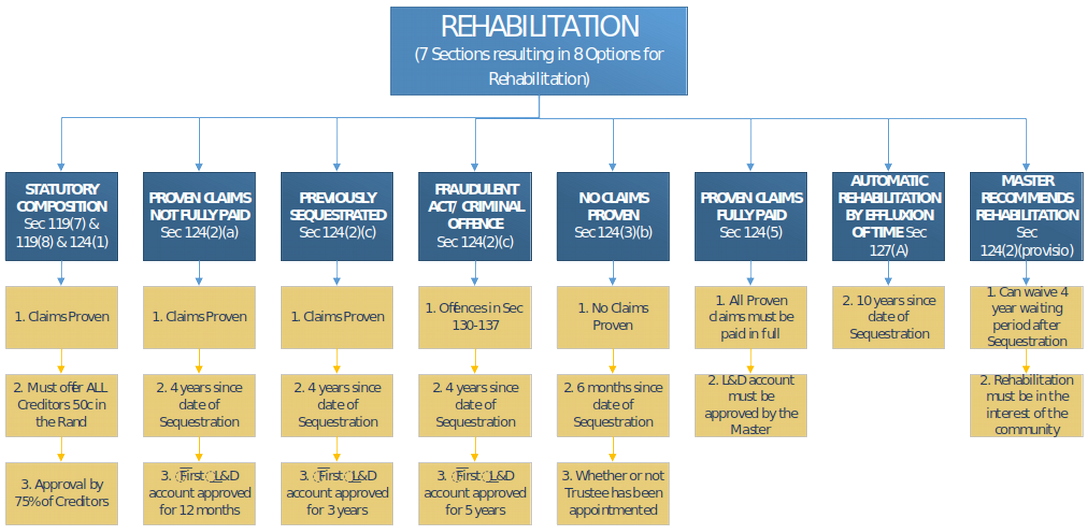 REHABILITATION
(7 Sections resulting in 8 Options for
Rehabilitation)
STATUTORY
COMPOSITION
Sec 119(7) &
119(8) & 124(1)
1. Claims Proven
2. Must offer ALL
Creditors 50c in
the Rand
3. Approval by
75% of Creditors
PROVEN CLAIMS
NOT FULLY PAID
Sec 124(2)(a)
1. Claims Proven
2. 4 years since
date of
Sequestration
3. First L&D
account approved
for 12 months
PREVIOUSLY
SEQUESTRATED
Sec 124(2)(c)
1. Claims Proven
2. 4 years since
date of
Sequestration
3. First L&D
account approved
for 3 years
FRAUDULENT
ACT/ CRIMINAL
OFFENCE
Sec 124(2)(c)
1. Offences in Sec
130-137
2. 4 years since
date of
Sequestration
3. First L&D
account approved
for 5 years
NO CLAIMS
PROVEN
Sec 124(3)(b)
1. No Claims
Proven
2. 6 months since
date of
Sequestration
3. Whether or not
Trustee has been
appointmented
PROVEN CLAIMS
FULLY PAID
Sec 124(5)
1. All Proven
claims must be
paid in full
2. L&D account
must be
approved by the
Master
AUTOMATIC
REHABILITATION
BY EFFLUXION
OF TIME Sec
127(A)
2. 10 years since
date of
Sequestration
MASTER
RECOMMENDS
REHABILITATION
Sec
124(2)(provisio)
1. Can waive 4
year waiting
period after
Sequestration
2. Rehabilitation
must be in the
interest of the
community